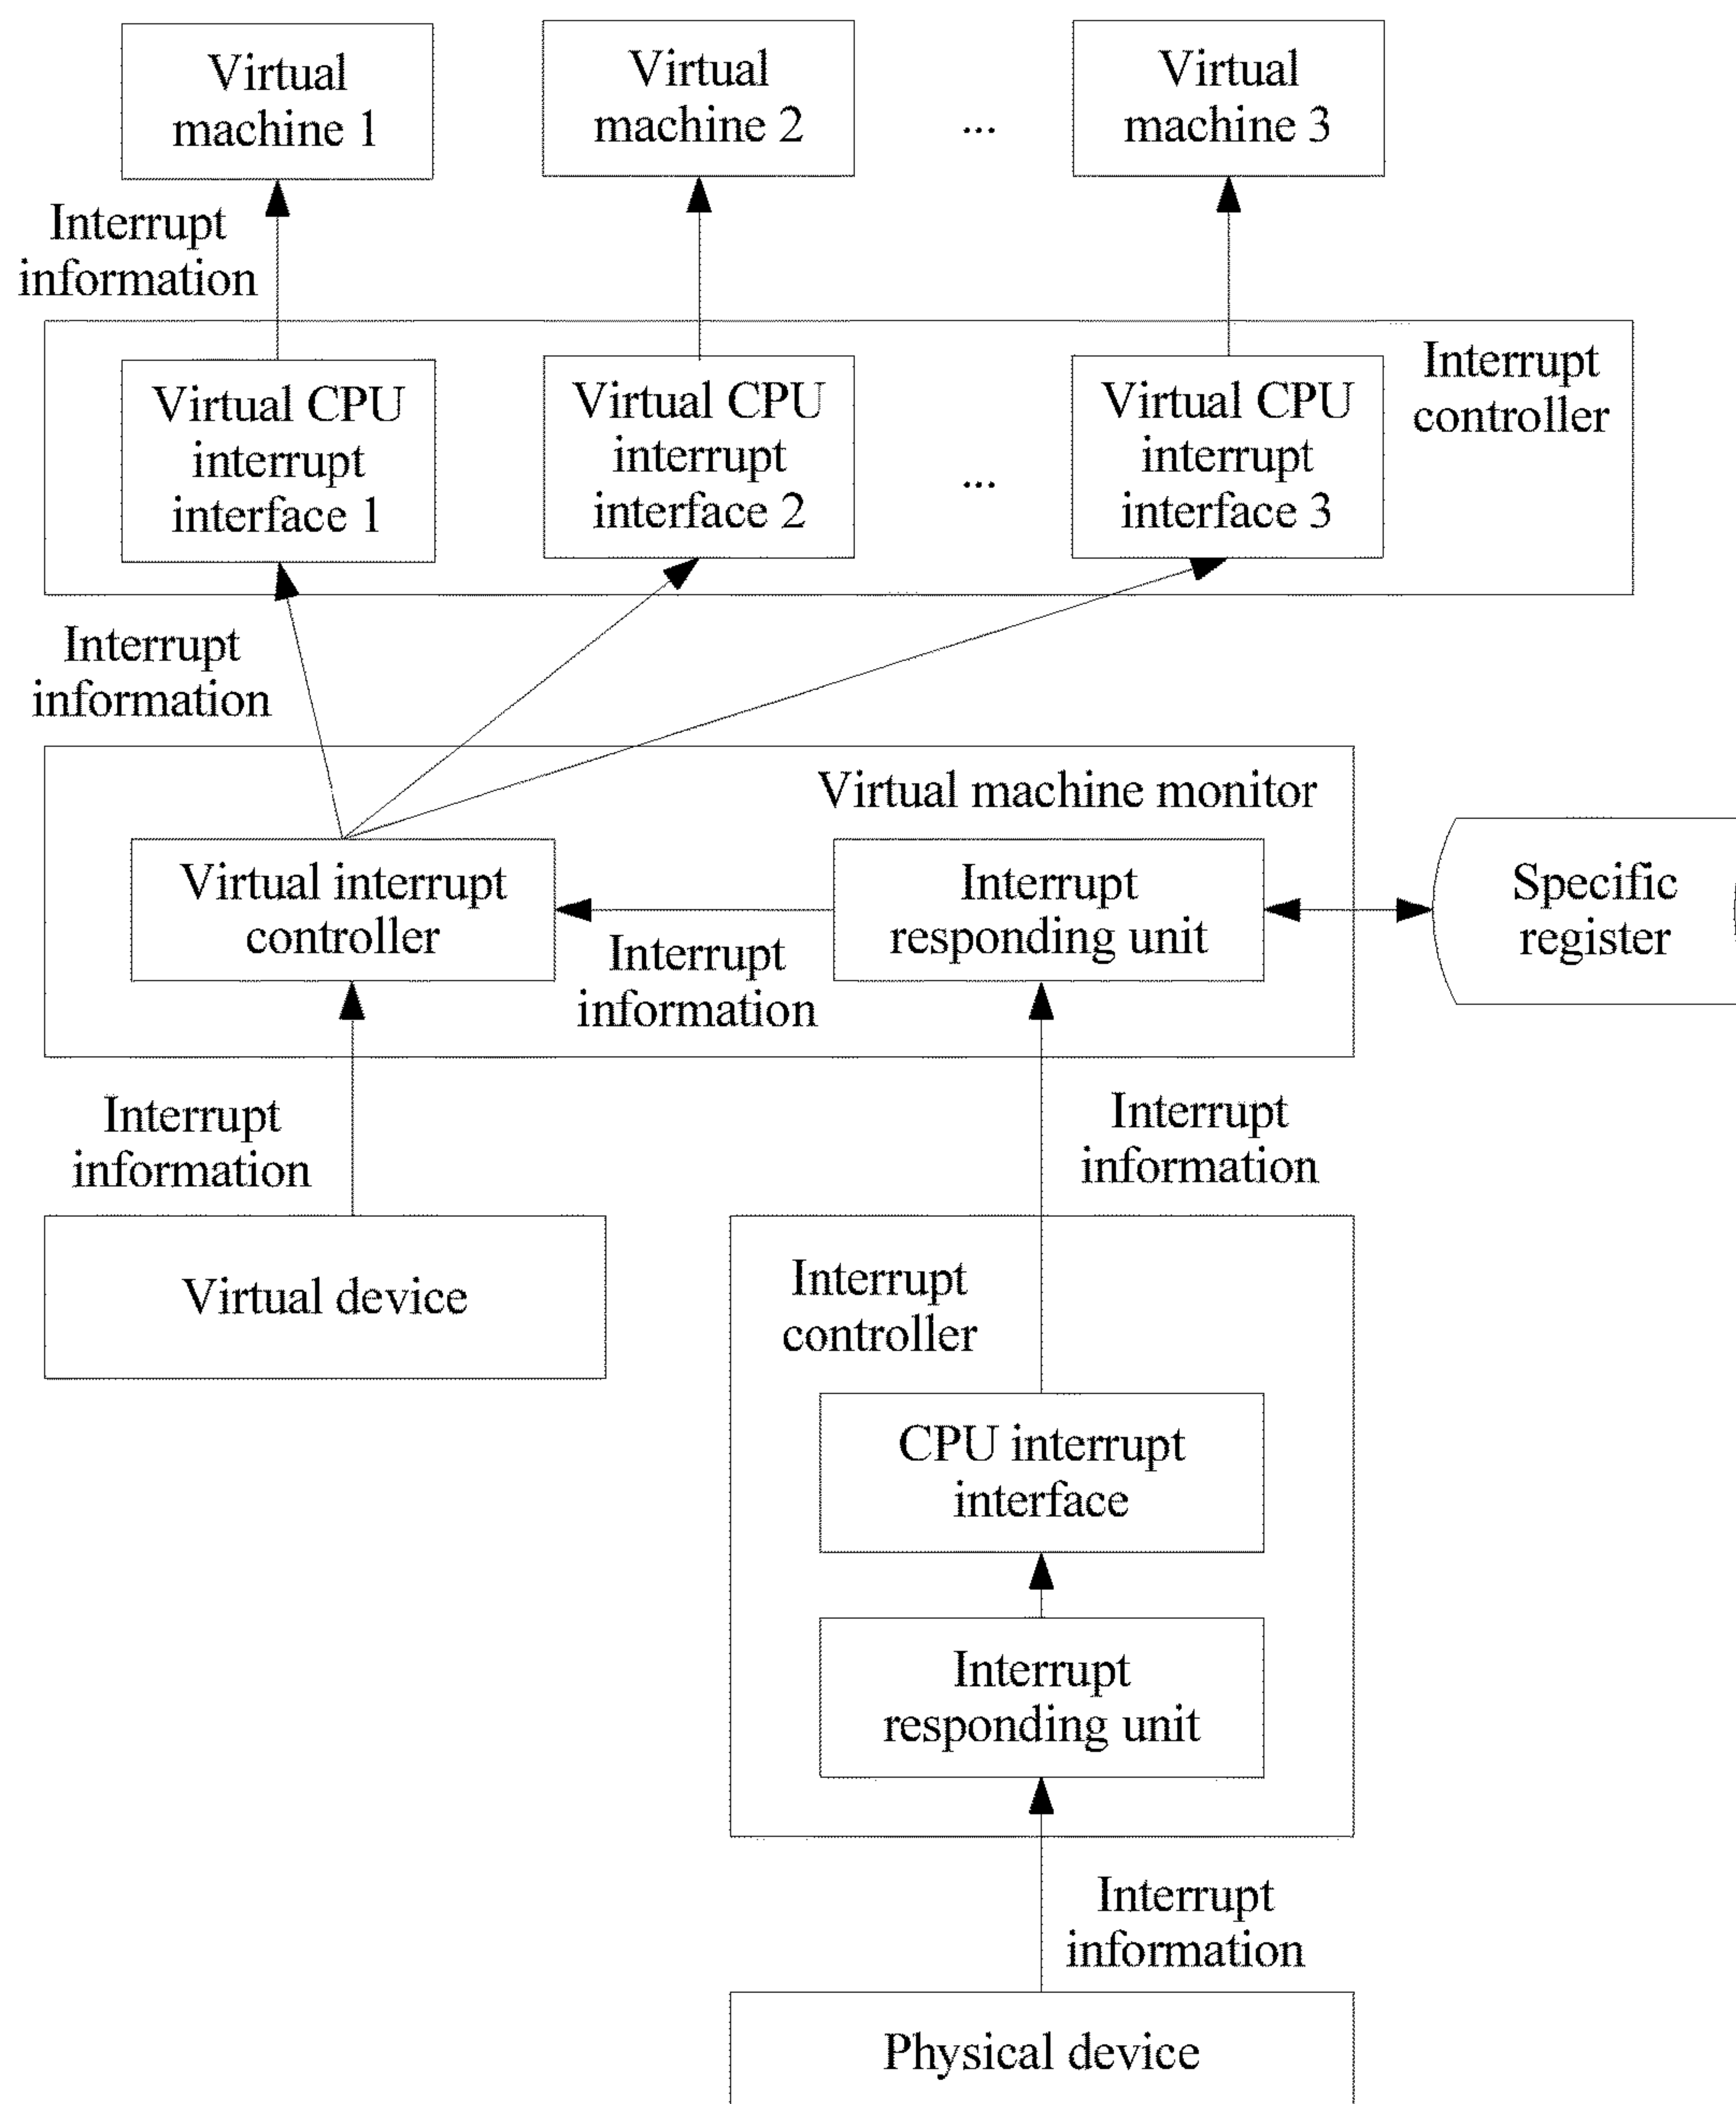 Virtual
machine 1
Virtual
machine 2
...
Virtual
machine 3
Interrupt
information
Interrupt
controller
Virtual CPU
interrupt
interface 1
Virtual CPU
interrupt
interface 2
...
Virtual CPU
interrupt
interface 3
Interrupt
information
Virtual machine monitor
Virtual interrupt
controller
Interrupt
information
Interrupt
responding unit
Specific
register
Interrupt
information
Interrupt
information
Virtual device
Interrupt
controller
CPU interrupt
interface
Interrupt
responding unit
Interrupt
information
Physical device